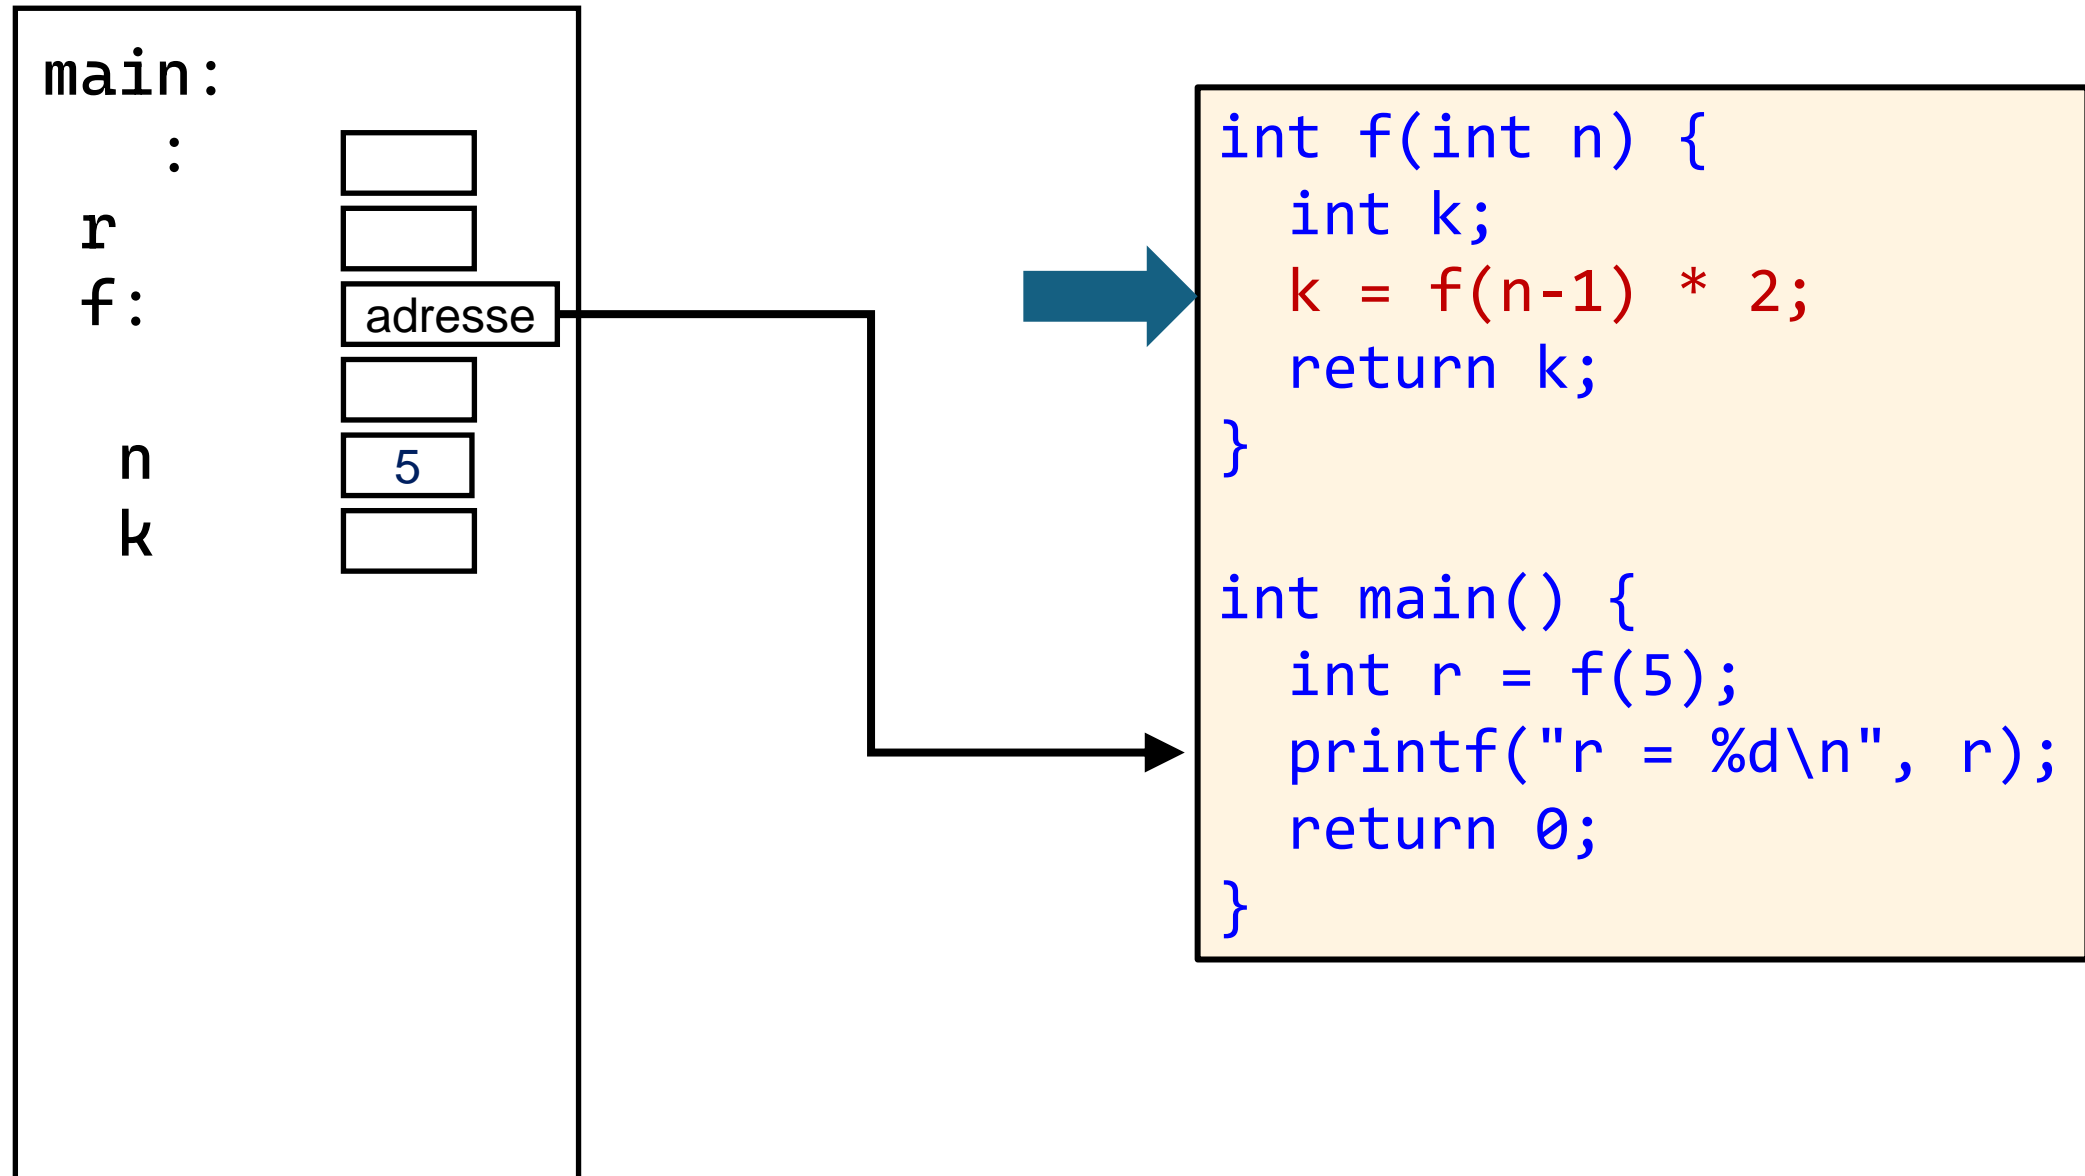 main:
:
r
f: adresse
n 5
k
int f(int n) {
int k;
k = f(n-1) * 2;
return k;
}
int main() {
int r = f(5);
printf("r = %d\n", r);
return 0;
}